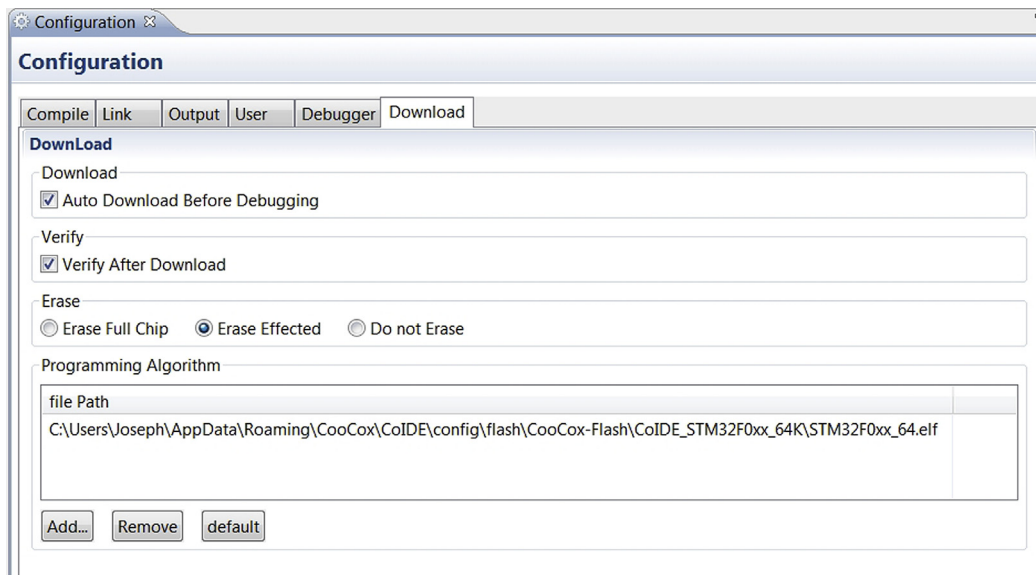 Configuration
Configuration
Compile Link Output User Debugger Download
DownLoad
Download
Auto Download Before Debugging
Verify
Verify After Download
Erase
Erase Full Chip Erase Effected Do not Erase
Programming Algorithm
file Path
C:\Users\Joseph\AppData\Roaming\CooCox\CoIDE\config\flash\CooCox-Flash\CoIDE_STM32F0xx_64K\STM32F0xx_64.elf
Add... Remove default